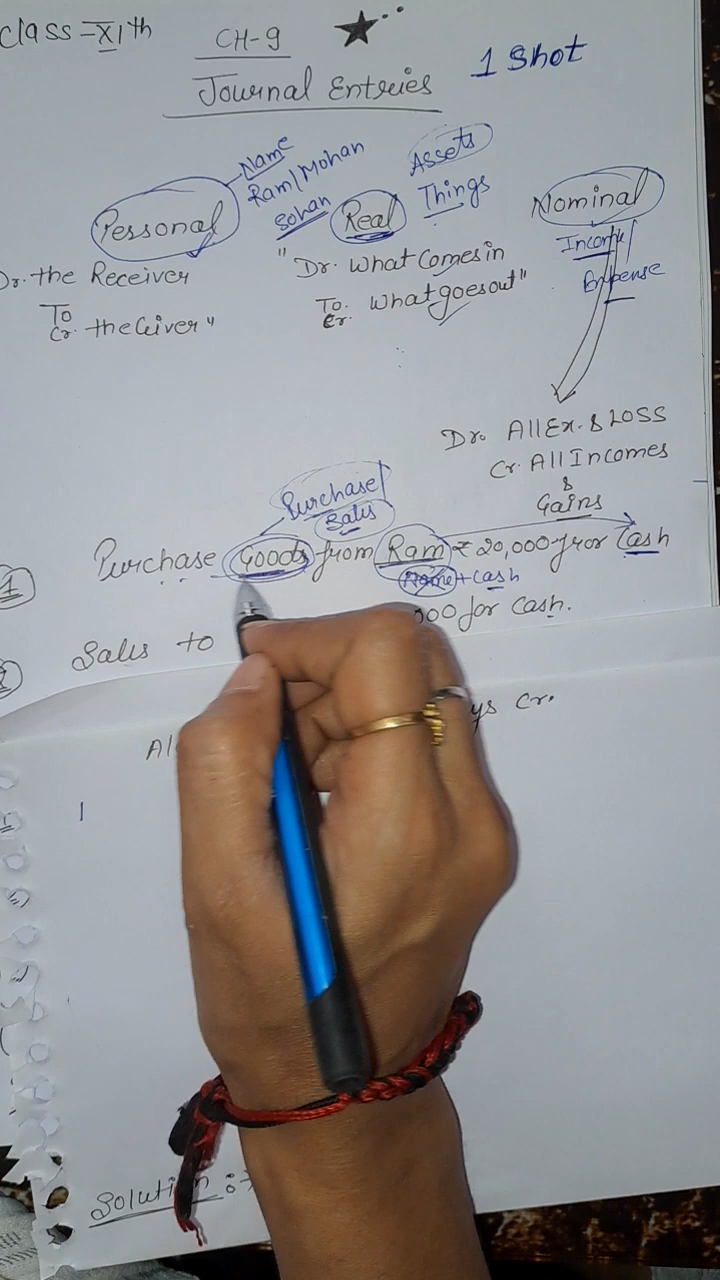 Class = XIth
CH-9
1 Shot
Journal Entries
Name
Ram/Mohan
Sohan
Assets
Things
Personal
Real
Nominal
Income/
Expense
Dr. the Receiver
To
Cr. the Giver"
"Dr. What Comes in
To.
Cr. What goes out"
Dr. All Ex. & LOSS
Cr. All Incomes
&
Gains
Purchase/
Sales
1 Purchase Goods from Ram ₹ 20,000 for Cash
Name + Cash
2 Sales to 000 for Cash.
Al ys Cr.
1
Solution :-